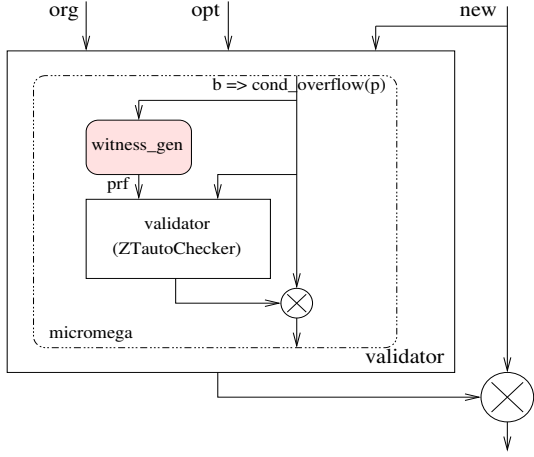 org
opt
new
b => cond_overflow(p)
witness_gen
prf
validator
(ZTautoChecker)
micromega
validator